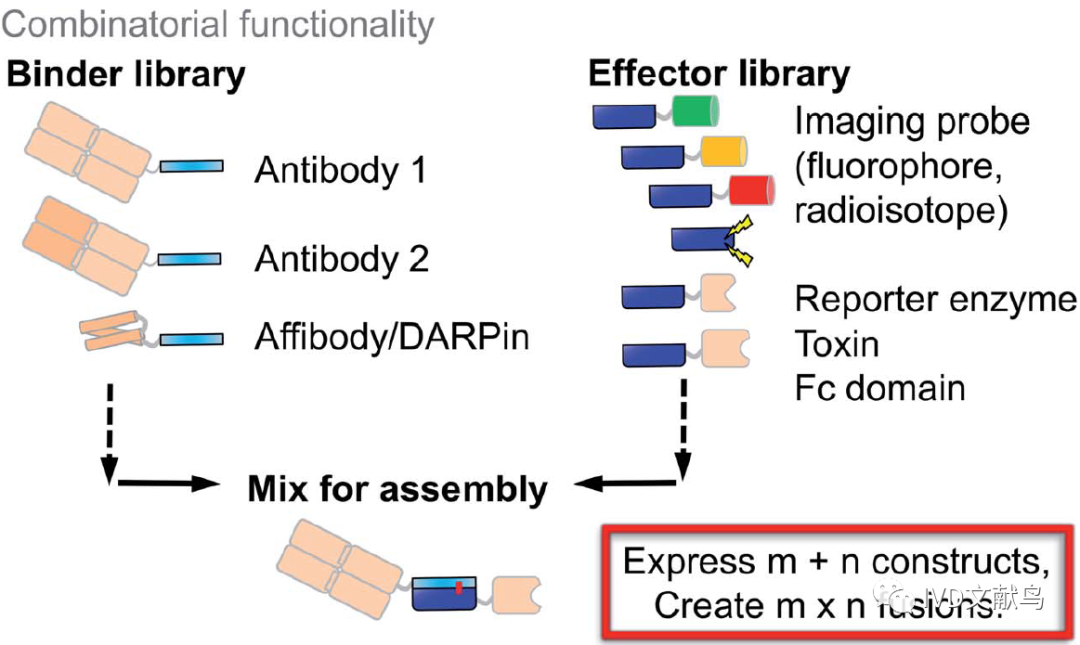 Combinatorial functionality
Binder library
Antibody 1
Antibody 2
Affibody/DARPin
Effector library
Imaging probe
(fluorophore,
radioisotope)
Reporter enzyme
Toxin
Fc domain
Mix for assembly
Express m + n constructs,
Create m x n fusions.
IVD文献鸟